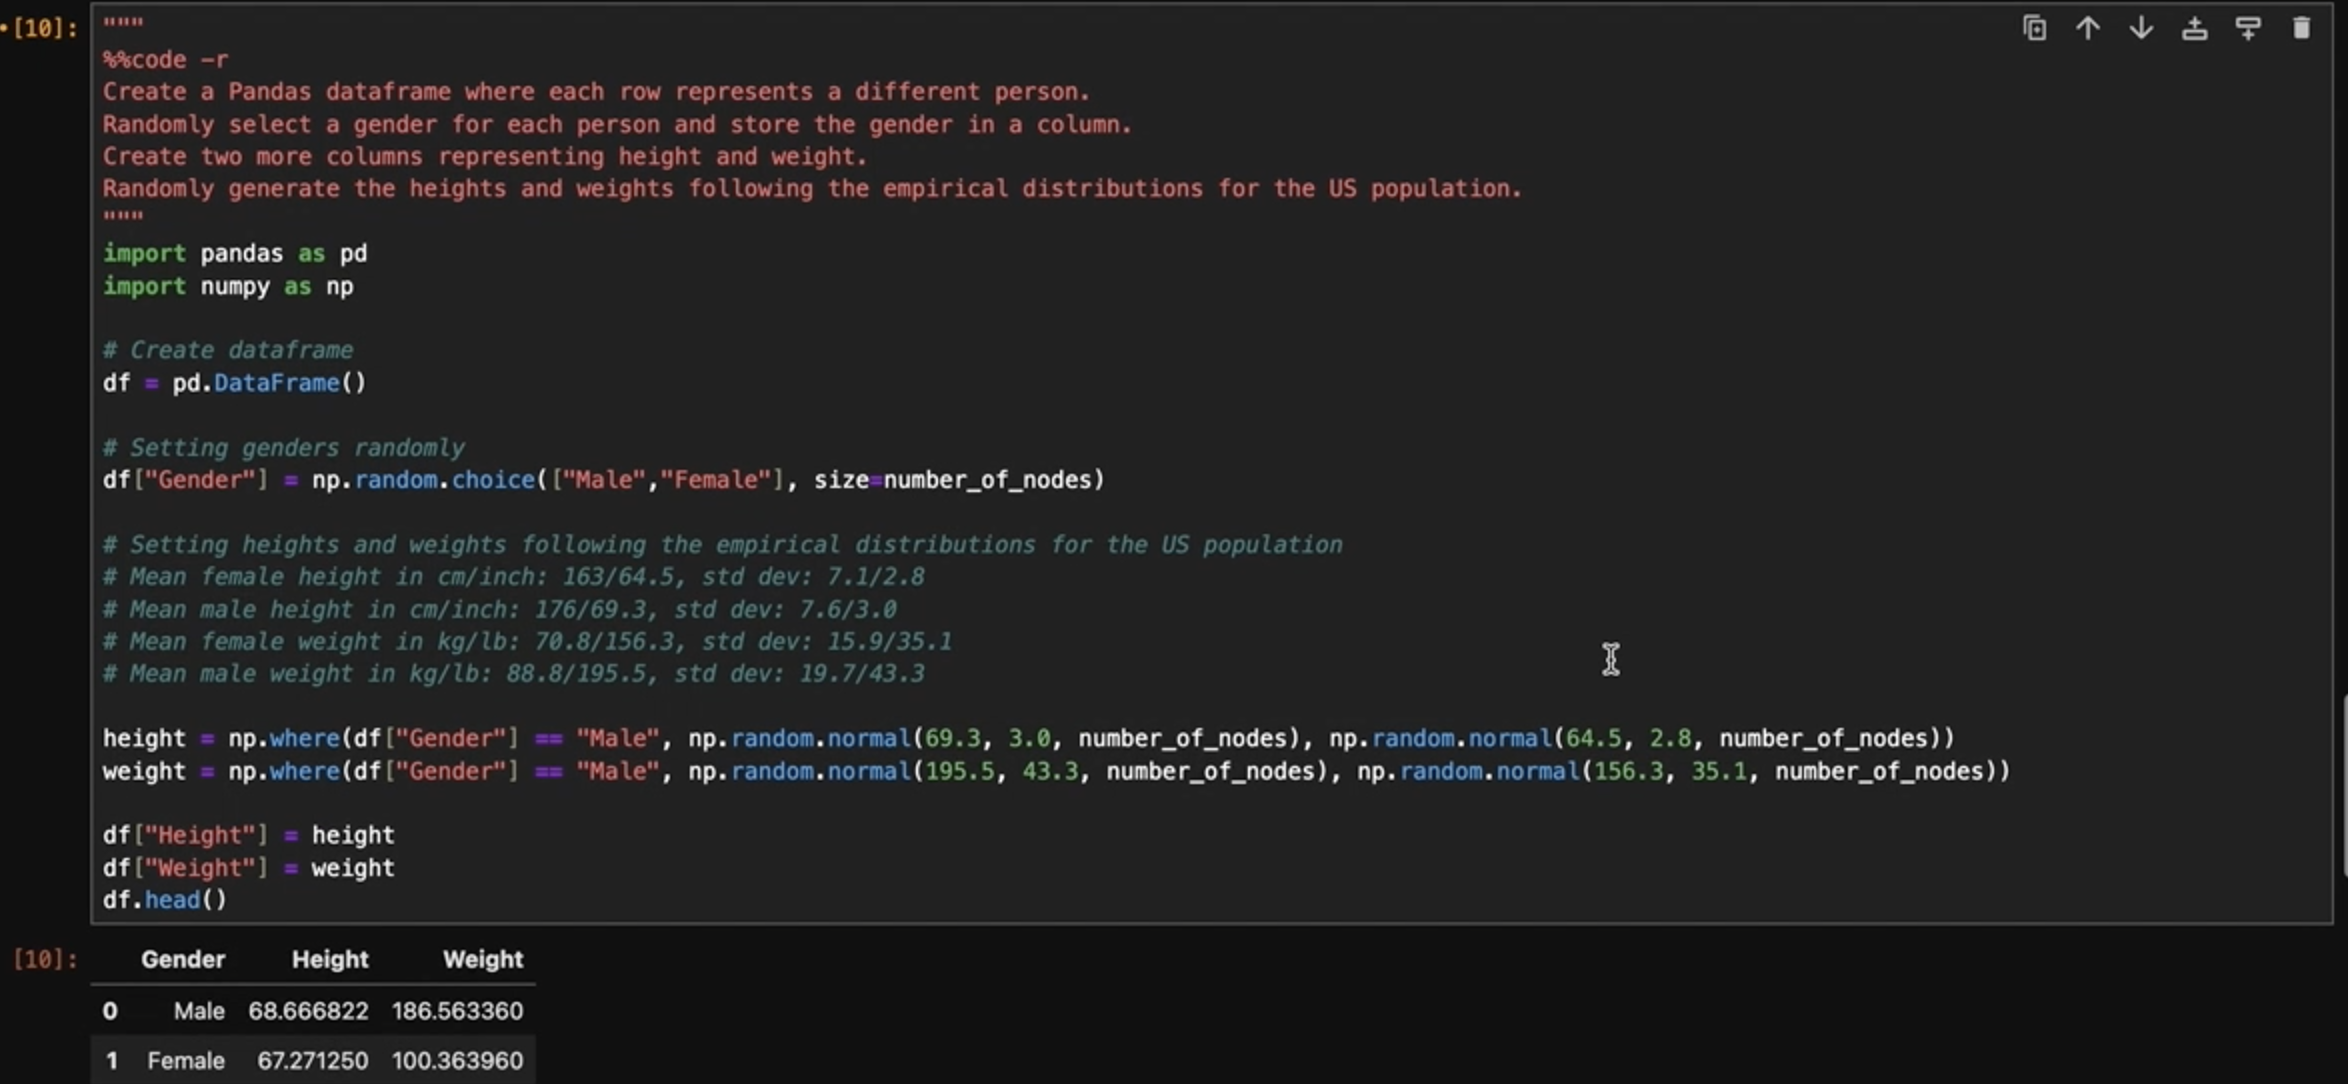 [10]:
"""
%%code -r
Create a Pandas dataframe where each row represents a different person.
Randomly select a gender for each person and store the gender in a column.
Create two more columns representing height and weight.
Randomly generate the heights and weights following the empirical distributions for the US population.
"""
import pandas as pd
import numpy as np
# Create dataframe
df = pd.DataFrame()
# Setting genders randomly
df["Gender"] = np.random.choice(["Male","Female"], size=number_of_nodes)
# Setting heights and weights following the empirical distributions for the US population
# Mean female height in cm/inch: 163/64.5, std dev: 7.1/2.8
# Mean male height in cm/inch: 176/69.3, std dev: 7.6/3.0
# Mean female weight in kg/lb: 70.8/156.3, std dev: 15.9/35.1
# Mean male weight in kg/lb: 88.8/195.5, std dev: 19.7/43.3
height = np.where(df["Gender"] == "Male", np.random.normal(69.3, 3.0, number_of_nodes), np.random.normal(64.5, 2.8, number_of_nodes))
weight = np.where(df["Gender"] == "Male", np.random.normal(195.5, 43.3, number_of_nodes), np.random.normal(156.3, 35.1, number_of_nodes))
df["Height"] = height
df["Weight"] = weight
df.head()
[10]:
Gender Height Weight
0 Male 68.666822 186.563360
1 Female 67.271250 100.363960